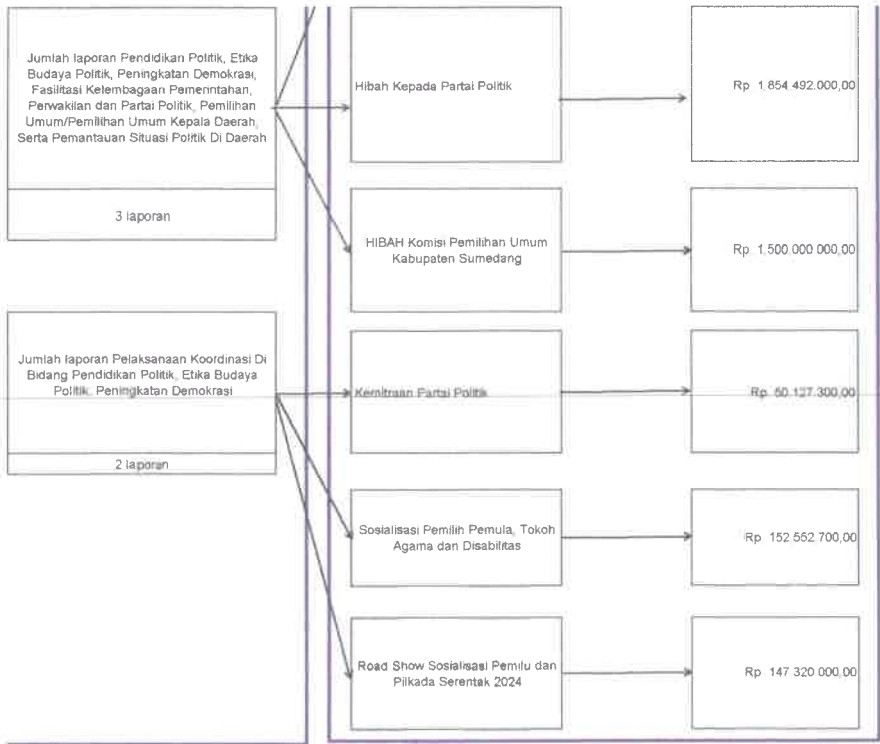 Jumlah laporan Pendidikan Politik, Etika
Budaya Politik, Peningkatan Demokrasi,
Fasilitasi Kelembagaan Pemerintahan,
Perwakilan dan Partai Politik, Pemilihan
Umum/Pemilihan Umum Kepala Daerah,
Serta Pemantauan Situasi Politik Di Daerah
3 laporan
Hibah Kepada Partai Politik
Rp 1.854.492.000,00
HIBAH Komisi Pemilihan Umum
Kabupaten Sumedang
Rp 1.500.000.000,00
Jumlah laporan Pelaksanaan Koordinasi Di
Bidang Pendidikan Politik, Etika Budaya
Politik, Peningkatan Demokrasi
2 laporan
Kemitraan Partai Politik
Rp 50.127.300,00
Sosialisasi Pemilih Pemula, Tokoh
Agama dan Disabilitas
Rp 152.552.700,00
Road Show Sosialisasi Pemilu dan
Pilkada Serentak 2024
Rp 147.320.000,00